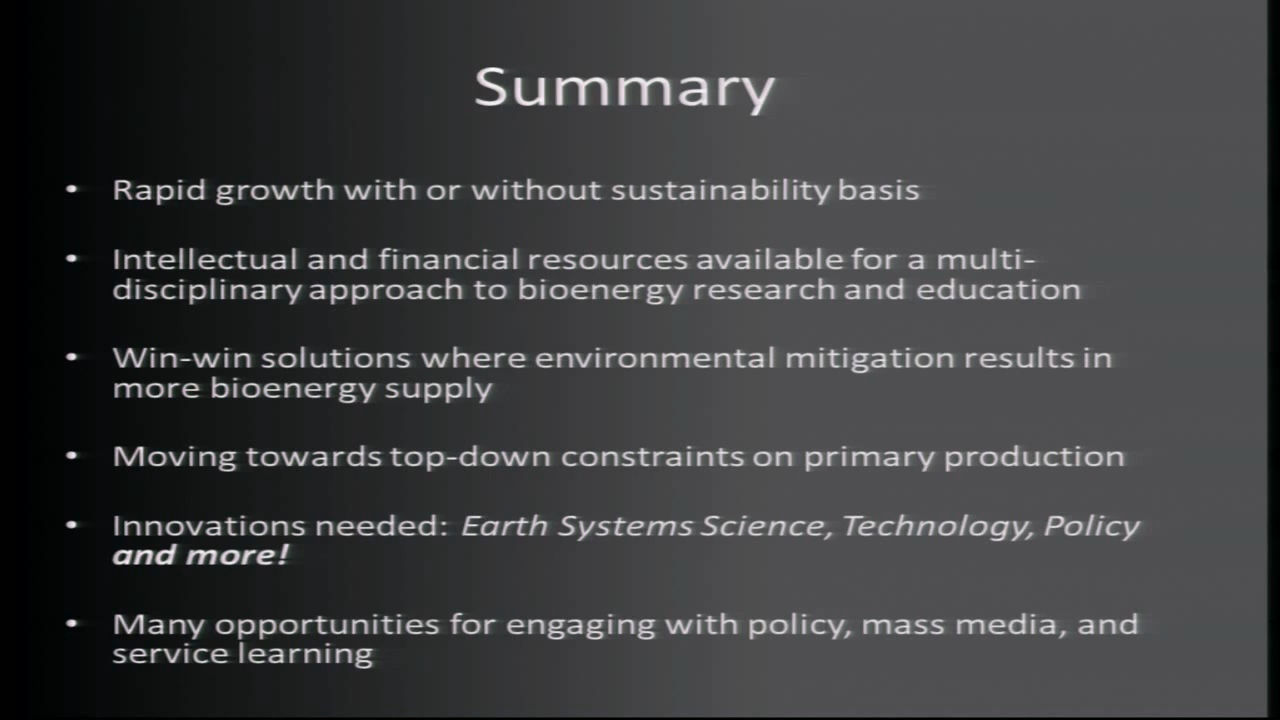 Summary
• Rapid growth with or without sustainability basis
• Intellectual and financial resources available for a multi-
disciplinary approach to bioenergy research and education
• Win-win solutions where environmental mitigation results in
more bioenergy supply
• Moving towards top-down constraints on primary production
• Innovations needed: Earth Systems Science, Technology, Policy
and more!
• Many opportunities for engaging with policy, mass media, and
service learning